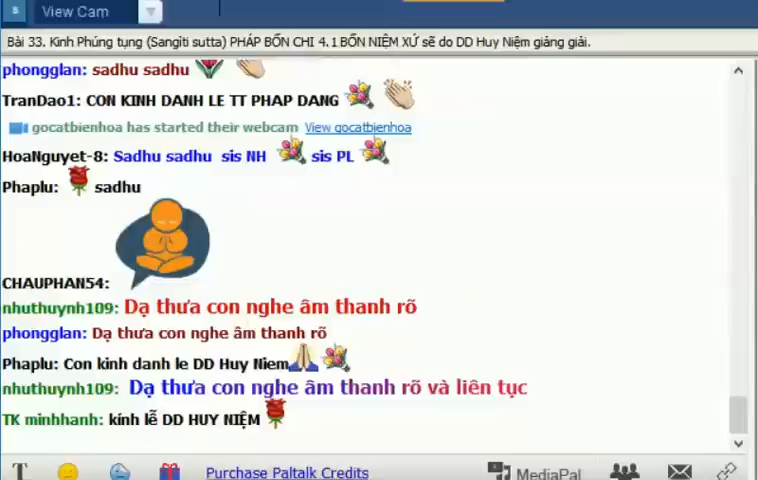 View Cam
Bài 33. Kinh Phúng tụng (Sangìti sutta) PHÁP BỐN CHI 4.1 BỐN NIỆM XỨ sẽ do DD Huy Niệm giảng giải.
phongglan: sadhu sadhu
TranDao1: CON KINH DANH LE TT PHAP DANG
gocatbienhoa has started their webcam View gocatbienhoa
HoaNguyet-8: Sadhu sadhu sis NH sis PL
Phaplu: sadhu
CHAUPHAN54:
nhuthuynh109: Dạ thưa con nghe âm thanh rõ
phongglan: Dạ thưa con nghe âm thanh rõ
Phaplu: Con kinh danh le DD Huy Niem
nhuthuynh109: Dạ thưa con nghe âm thanh rõ và liên tục
TK minhhanh: kính lễ DD HUY NIỆM
T Purchase Paltalk Credits MediaPal